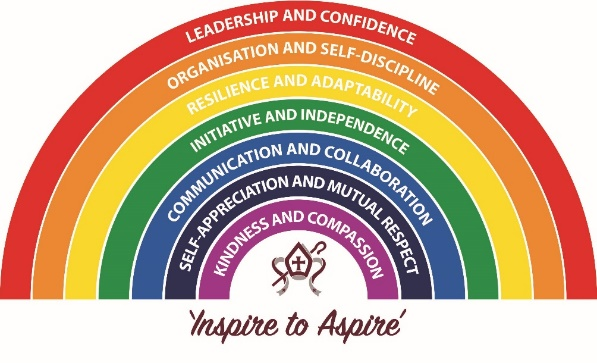 LEADERSHIP AND CONFIDENCE
ORGANISATION AND SELF-DISCIPLINE
RESILIENCE AND ADAPTABILITY
INITIATIVE AND INDEPENDENCE
COMMUNICATION AND COLLABORATION
SELF-APPRECIATION AND MUTUAL RESPECT
KINDNESS AND COMPASSION
'Inspire to Aspire'